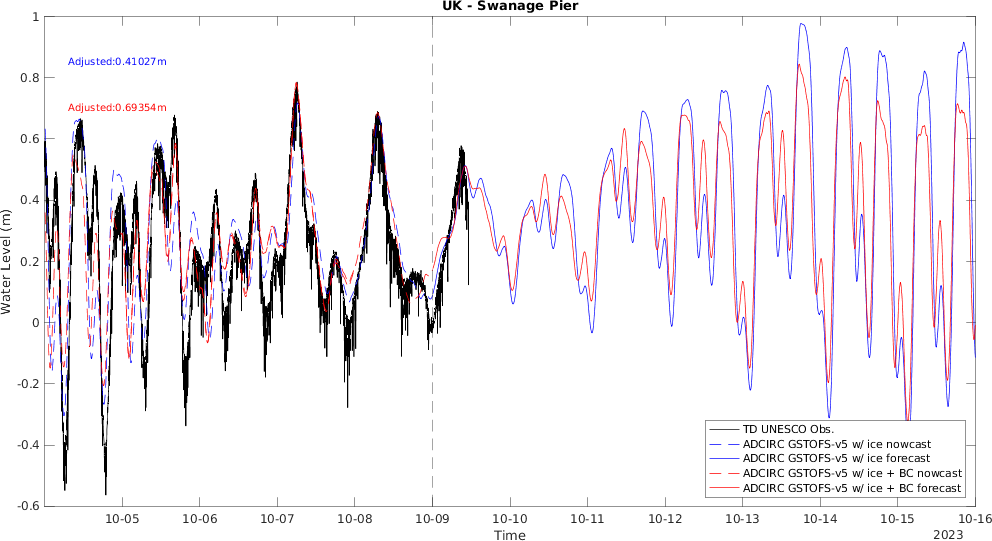 UK - Swanage Pier
1
0.8
0.6
0.4
0.2
0
-0.2
-0.4
-0.6
Water Level (m)
Adjusted:0.41027m
Adjusted:0.69354m
TD UNESCO Obs.
ADCIRC GSTOFS-v5 w/ ice nowcast
ADCIRC GSTOFS-v5 w/ ice forecast
ADCIRC GSTOFS-v5 w/ ice + BC nowcast
ADCIRC GSTOFS-v5 w/ ice + BC forecast
10-05 10-06 10-07 10-08 10-09 10-10 10-11 10-12 10-13 10-14 10-15 10-16
Time
2023